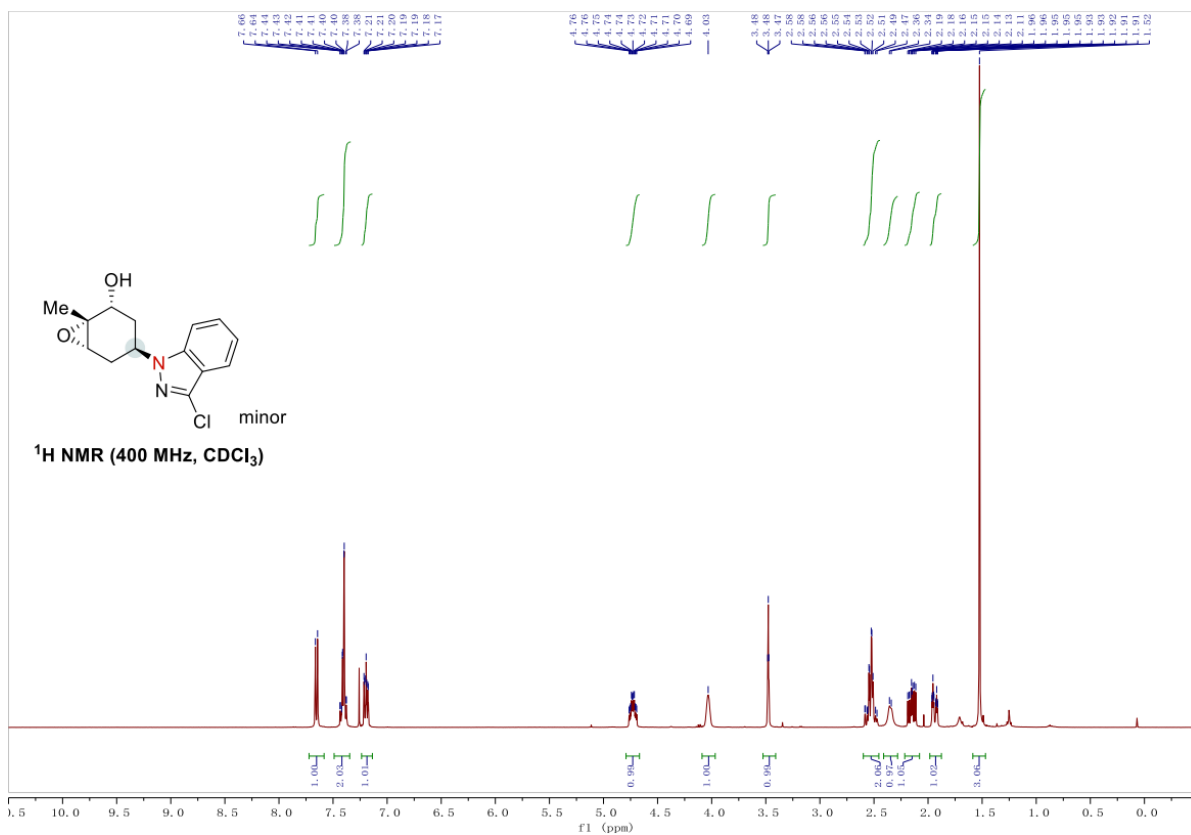 7.66 7.64 7.44 7.43 7.42 7.41 7.41 7.40 7.40 7.38 7.38 7.21 7.21 7.20 7.19 7.19 7.18 7.17
4.76 4.76 4.75 4.74 4.74 4.73 4.72 4.71 4.71 4.70 4.69 4.03
3.48 3.48 3.47 2.58 2.58 2.56 2.56 2.55 2.54 2.53 2.52 2.51 2.49 2.47 2.36 2.34 2.19 2.18 2.16 2.15 2.15 2.14 2.13 2.11 1.96 1.96 1.95 1.95 1.95 1.93 1.93 1.92 1.91 1.91 1.52
OH
Me
O
N
N
Cl
minor
¹H NMR (400 MHz, CDCl₃)
1.00 2.03 1.01 0.99 1.00 0.99 2.06 0.97 1.05 1.02 3.06
10.5 10.0 9.5 9.0 8.5 8.0 7.5 7.0 6.5 6.0 5.5 5.0 4.5 4.0 3.5 3.0 2.5 2.0 1.5 1.0 0.5 0.0
f1 (ppm)